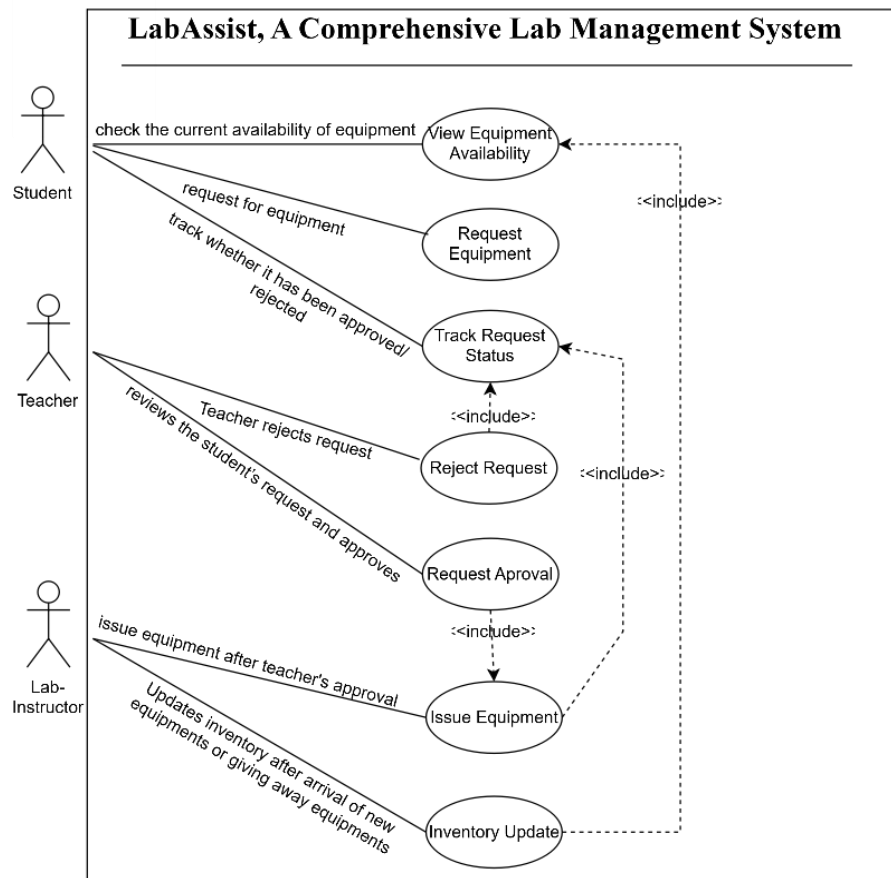 LabAssist, A Comprehensive Lab Management System
check the current availability of equipment
View Equipment
Availability
Student
<<include>>
request for equipment
Request
Equipment
track whether it has been approved/
rejected
Track Request
Status
Teacher
<<include>>
Teacher rejects request
Reject Request
<<include>>
reviews the student's request and approves
Request Aproval
<<include>>
Lab-
Instructor
issue equipment after teacher's approval
Issue Equipment
Updates inventory after arrival of new
equipments or giving away equipments
Inventory Update